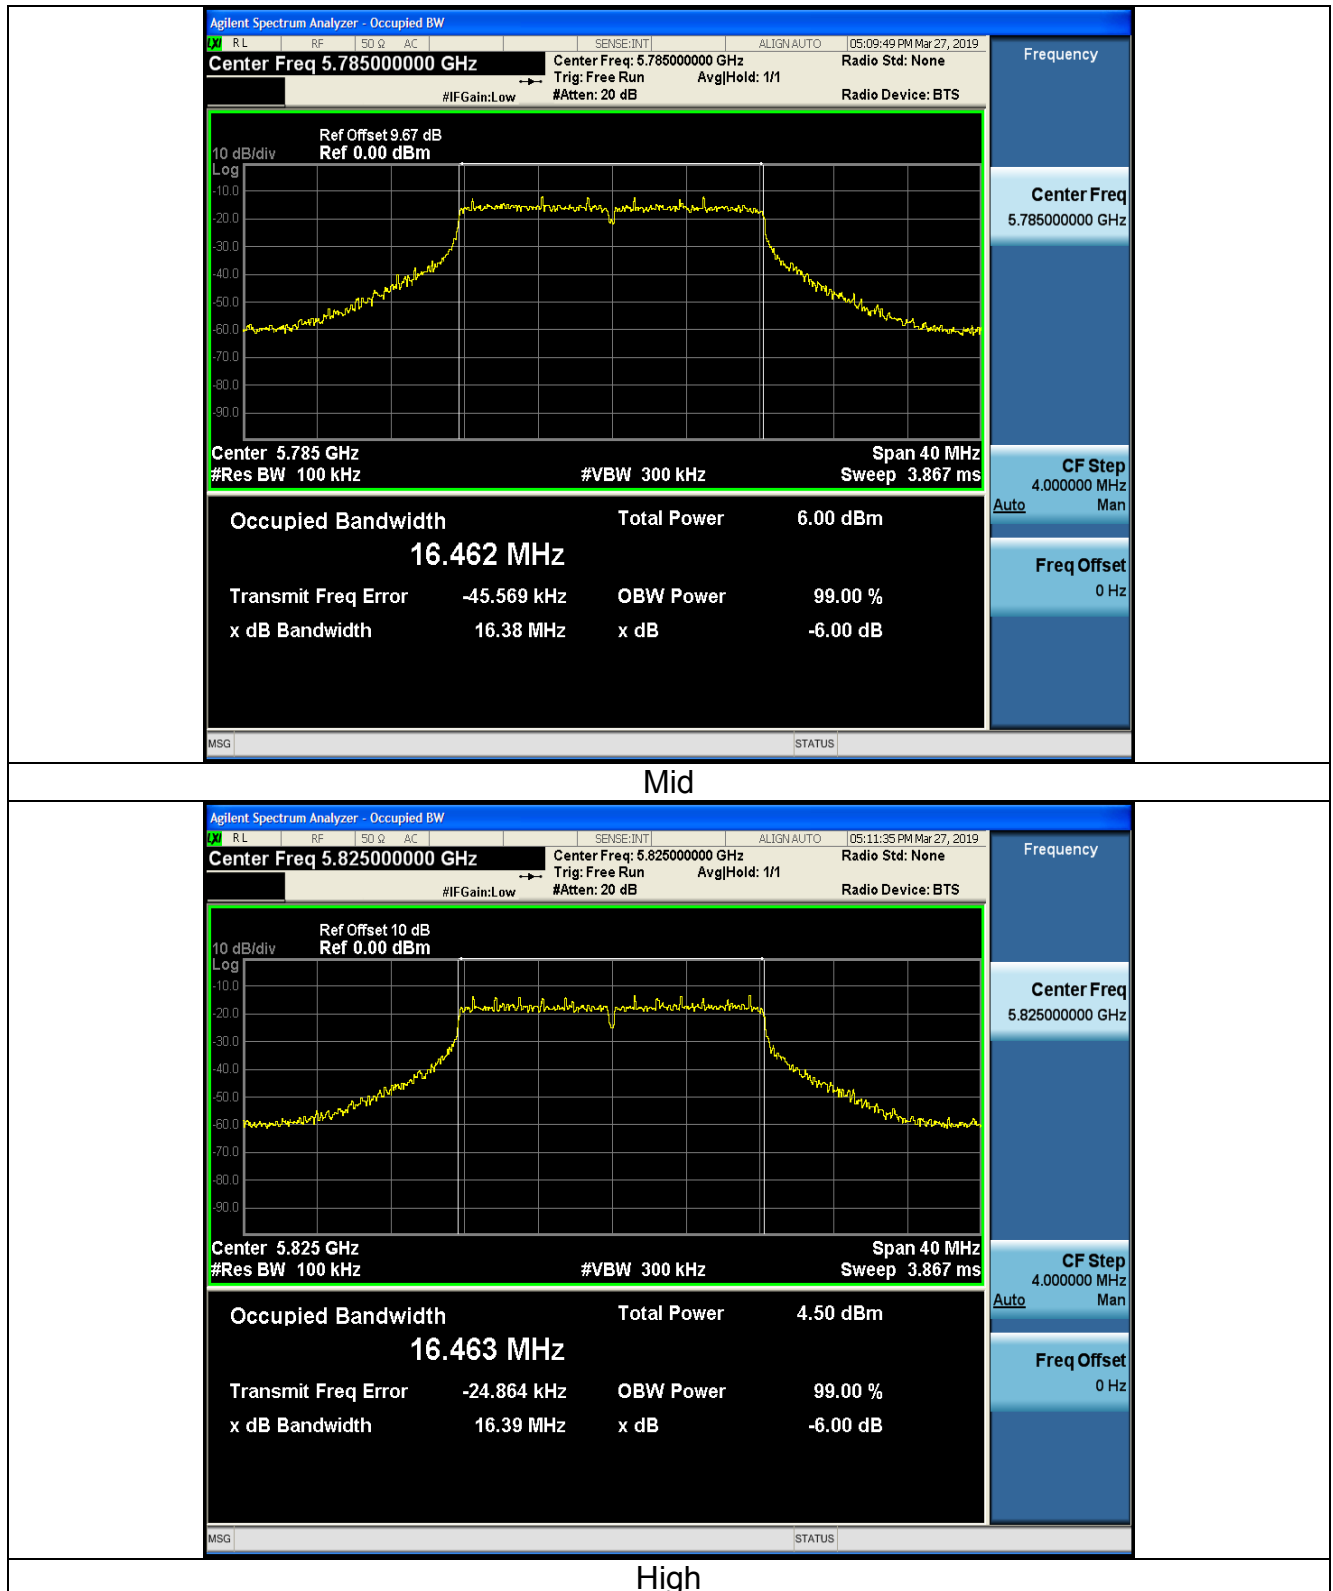 Agilent Spectrum Analyzer - Occupied BW
LXI RL RF 50 Ω AC SENSE:INT ALIGN AUTO 05:09:49 PM Mar 27, 2019
Center Freq 5.785000000 GHz Center Freq: 5.785000000 GHz Radio Std: None Frequency
Trig: Free Run Avg|Hold: 1/1
#IFGain:Low #Atten: 20 dB Radio Device: BTS
Ref Offset 9.67 dB
10 dB/div Ref 0.00 dBm
Log
-10.0
-20.0
-30.0
-40.0
-50.0
-60.0
-70.0
-80.0
-90.0
Center Freq
5.785000000 GHz
Center 5.785 GHz Span 40 MHz
#Res BW 100 kHz #VBW 300 kHz Sweep 3.867 ms
CF Step
4.000000 MHz
Auto Man
Occupied Bandwidth Total Power 6.00 dBm
16.462 MHz
Freq Offset
0 Hz
Transmit Freq Error -45.569 kHz OBW Power 99.00 %
x dB Bandwidth 16.38 MHz x dB -6.00 dB
MSG STATUS
Mid
Agilent Spectrum Analyzer - Occupied BW
LXI RL RF 50 Ω AC SENSE:INT ALIGN AUTO 05:11:35 PM Mar 27, 2019
Center Freq 5.825000000 GHz Center Freq: 5.825000000 GHz Radio Std: None Frequency
Trig: Free Run Avg|Hold: 1/1
#IFGain:Low #Atten: 20 dB Radio Device: BTS
Ref Offset 10 dB
10 dB/div Ref 0.00 dBm
Log
-10.0
-20.0
-30.0
-40.0
-50.0
-60.0
-70.0
-80.0
-90.0
Center Freq
5.825000000 GHz
Center 5.825 GHz Span 40 MHz
#Res BW 100 kHz #VBW 300 kHz Sweep 3.867 ms
CF Step
4.000000 MHz
Auto Man
Occupied Bandwidth Total Power 4.50 dBm
16.463 MHz
Freq Offset
0 Hz
Transmit Freq Error -24.864 kHz OBW Power 99.00 %
x dB Bandwidth 16.39 MHz x dB -6.00 dB
MSG STATUS
High